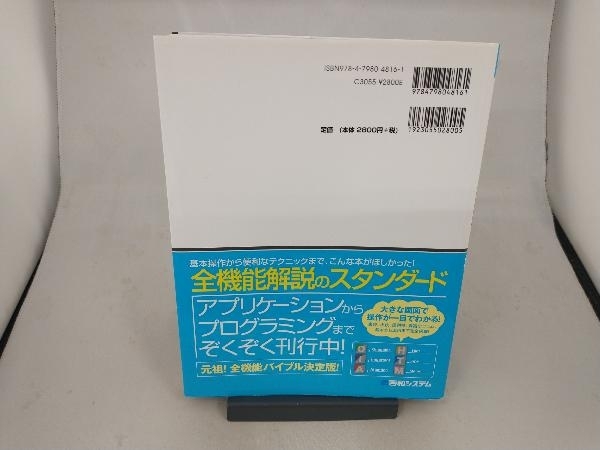 ISBN978-4-7980-4816-1
C3055 ¥2800E
定価 (本体 2800円+税)
9784798048161
1923055028005
基本操作から便利なテクニックまで、こんな本がほしかった!
全機能解説のスタンダード
アプリケーションから
プログラミングまで
ぞくぞく刊行中!
元祖! 全機能バイブル決定版!
大きな画面で
操作が一目でわかる!
Q
H
T
A
M
秀和システム